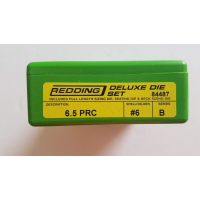 REDDING DELUXE DIE SET 84487
INCLUDES FULL LENGTH SIZING DIE, SEATING DIE & NECK SIZING DIE
DESCRIPTION SHELLHOLDER SERIES
6.5 PRC #6 B